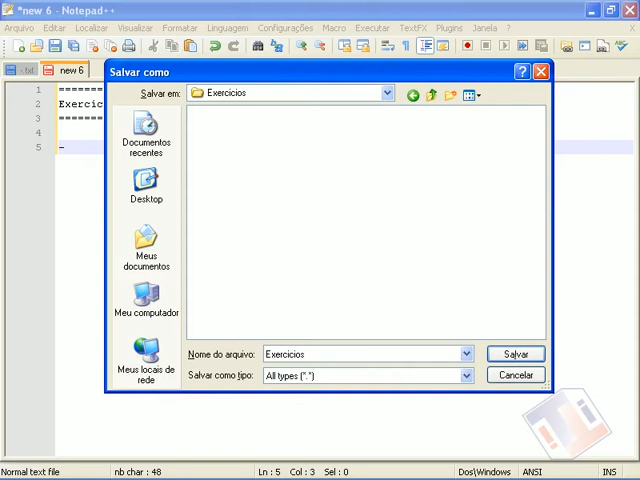 *new 6 - Notepad++
Arquivo Editar Localizar Visualizar Formatar Linguagem Configurações Macro Executar TextFX Plugins Janela ?
.txt new 6
Salvar como
Salvar em: Exercicios
1 =======
2 Exercic
3 =======
4
5 -
Documentos recentes
Desktop
Meus documentos
Meu computador
Meus locais de rede
Nome do arquivo: Exercicios Salvar
Salvar como tipo: All types (*.*) Cancelar
Normal text file nb char : 48 Ln : 5 Col : 3 Sel : 0 Dos\Windows ANSI INS